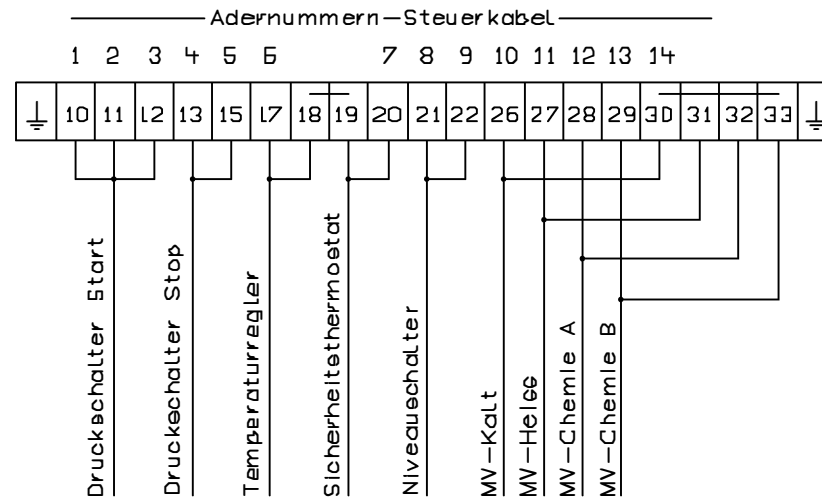 Adernummern-Steuerkabel
1 2 3 4 5 6 7 8 9 10 11 12 13 14
10 11 12 13 15 17 18 19 20 21 22 26 27 28 29 30 31 32 33
Druckschalter Start
Druckschalter Stop
Temperaturregler
Sicherheitsthermostat
Niveauschalter
MV-Kalt
MV-Heiss
MV-Chemie A
MV-Chemie B